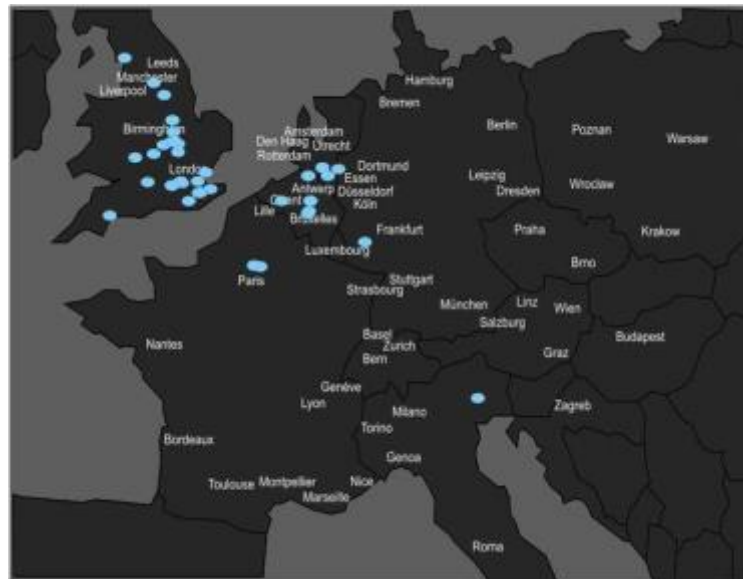 Leeds
Manchester
Liverpool
Hamburg
Bremen
Birmingham
Berlin
Poznan
Warsaw
Amsterdam
Den Haag
Utrecht
Rotterdam
London
Dortmund
Essen
Leipzig
Antwerp
Düsseldorf
Dresden
Wroclaw
Ghent
Köln
Lille
Bruxelles
Frankfurt
Praha
Krakow
Luxembourg
Brno
Paris
Stuttgart
Strasbourg
München
Linz
Wien
Salzburg
Nantes
Basel
Zurich
Budapest
Bern
Graz
Genève
Lyon
Milano
Zagreb
Torino
Bordeaux
Genoa
Toulouse
Montpellier
Nice
Marseille
Roma